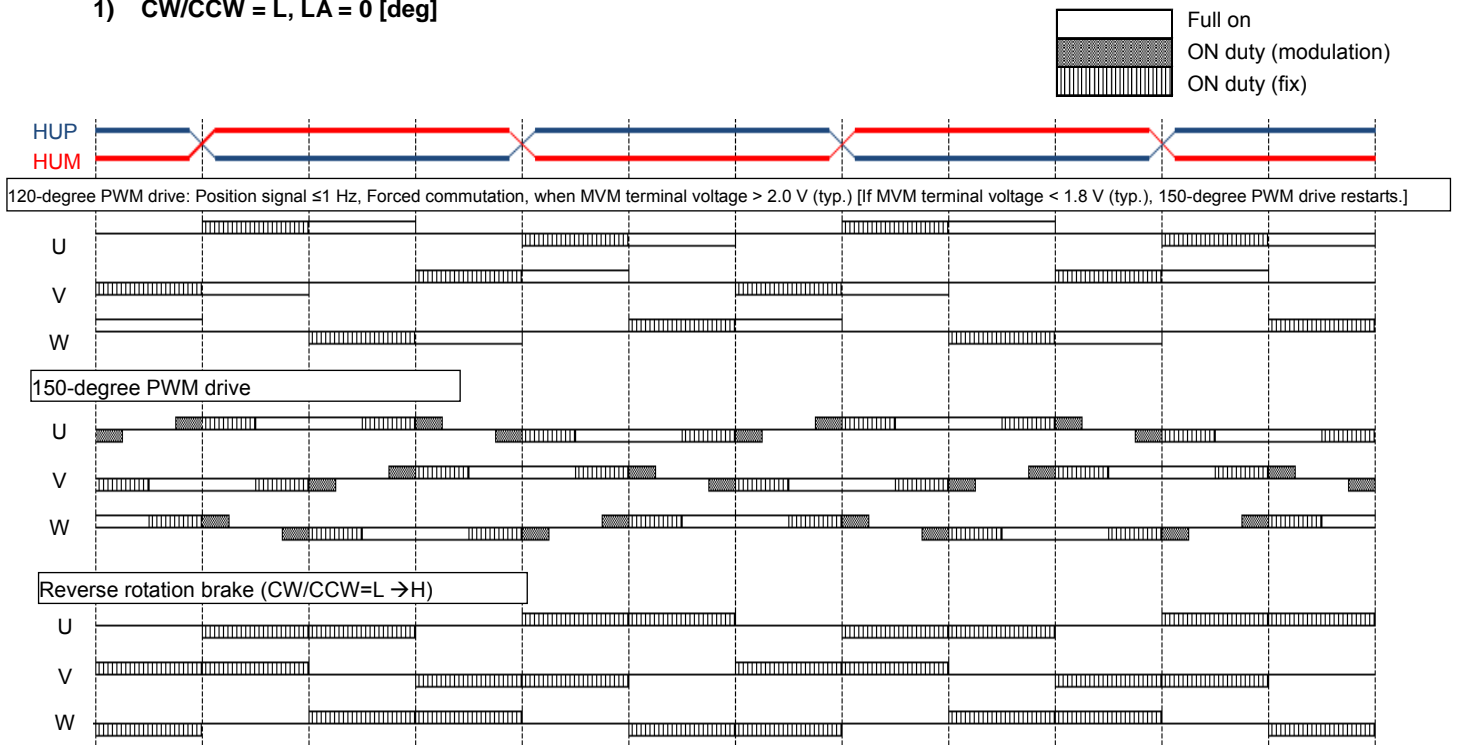 1) CW/CCW = L, LA = 0 [deg]
Full on
ON duty (modulation)
ON duty (fix)
HUP
HUM
120-degree PWM drive: Position signal ≤1 Hz, Forced commutation, when MVM terminal voltage > 2.0 V (typ.) [If MVM terminal voltage < 1.8 V (typ.), 150-degree PWM drive restarts.]
U
V
W
150-degree PWM drive
U
V
W
Reverse rotation brake (CW/CCW=L →H)
U
V
W